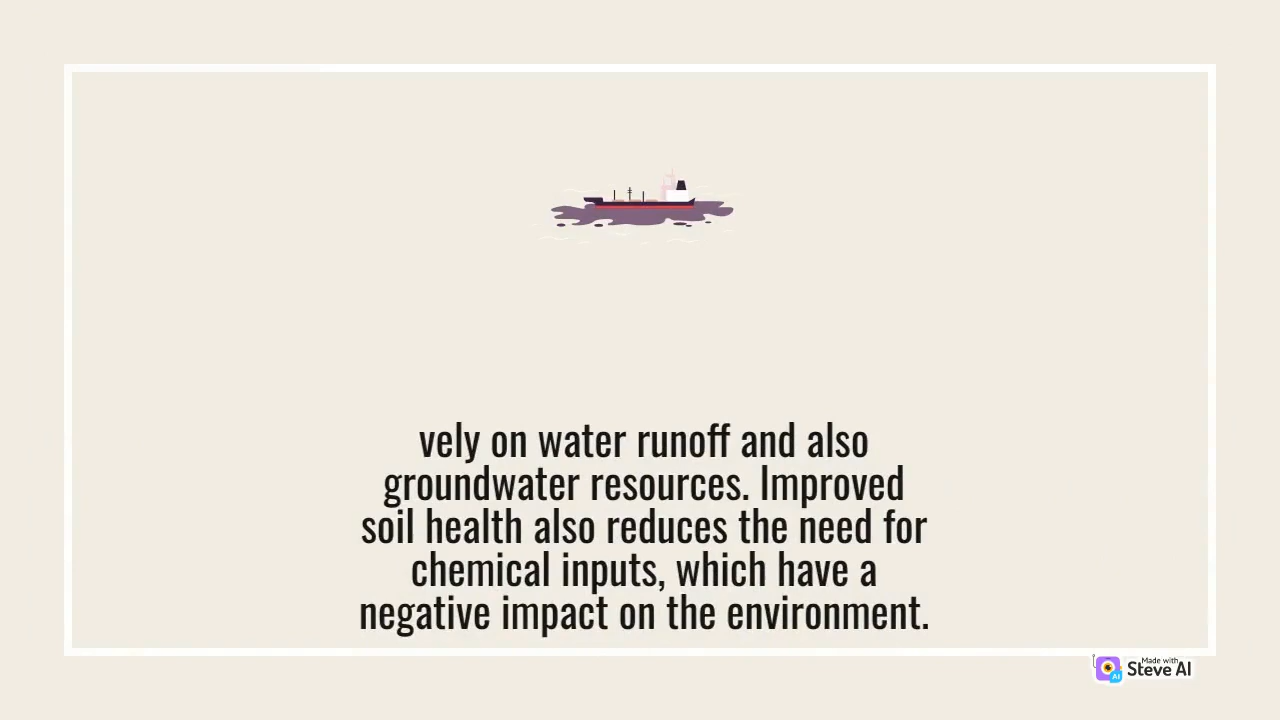 vely on water runoff and also
groundwater resources. Improved
soil health also reduces the need for
chemical inputs, which have a
negative impact on the environment.
Made with
Steve AI
AI